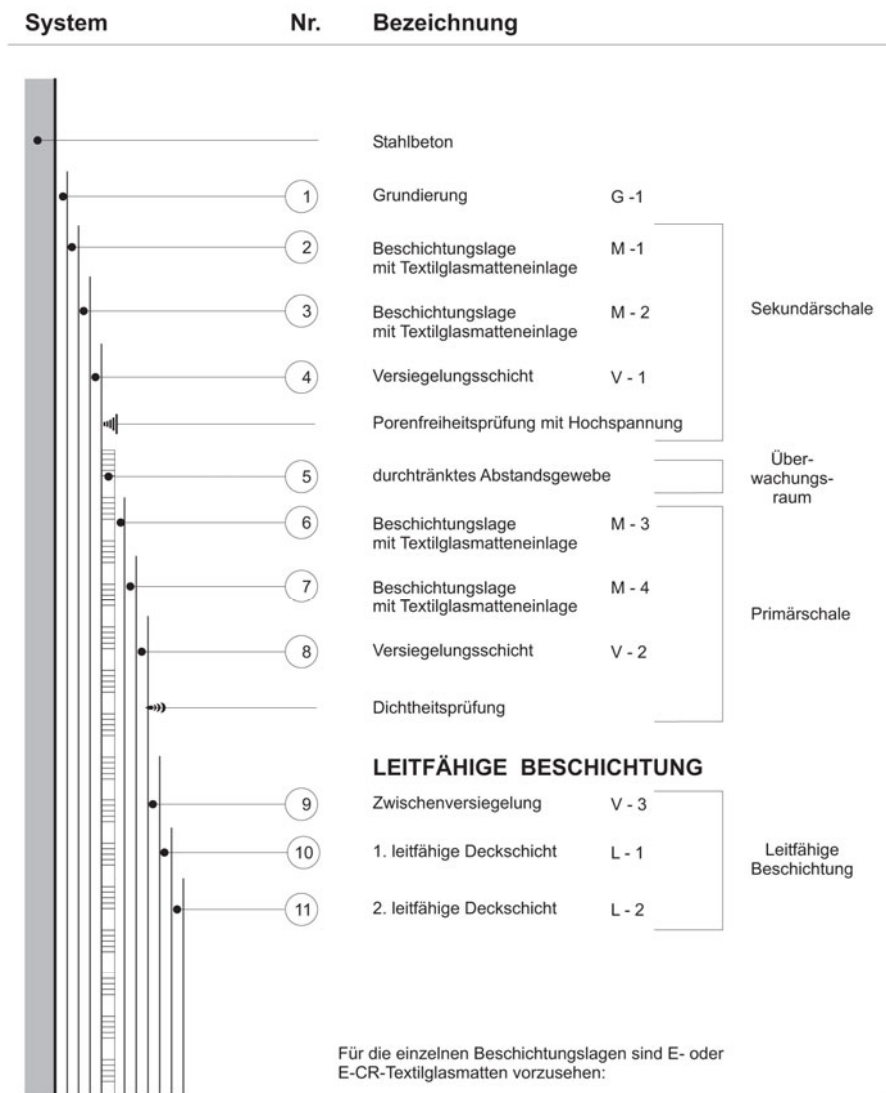 System Nr. Bezeichnung
Stahlbeton
1 Grundierung G -1
2 Beschichtungslage M -1
mit Textilglasmatteneinlage
3 Beschichtungslage M - 2
mit Textilglasmatteneinlage
Sekundärschale
4 Versiegelungsschicht V - 1
Porenfreiheitsprüfung mit Hochspannung
5 durchtränktes Abstandsgewebe
Über-
wachungs-
raum
6 Beschichtungslage M - 3
mit Textilglasmatteneinlage
7 Beschichtungslage M - 4
mit Textilglasmatteneinlage
Primärschale
8 Versiegelungsschicht V - 2
Dichtheitsprüfung
LEITFÄHIGE BESCHICHTUNG
9 Zwischenversiegelung V - 3
10 1. leitfähige Deckschicht L - 1
Leitfähige
Beschichtung
11 2. leitfähige Deckschicht L - 2
Für die einzelnen Beschichtungslagen sind E- oder
E-CR-Textilglasmatten vorzusehen: